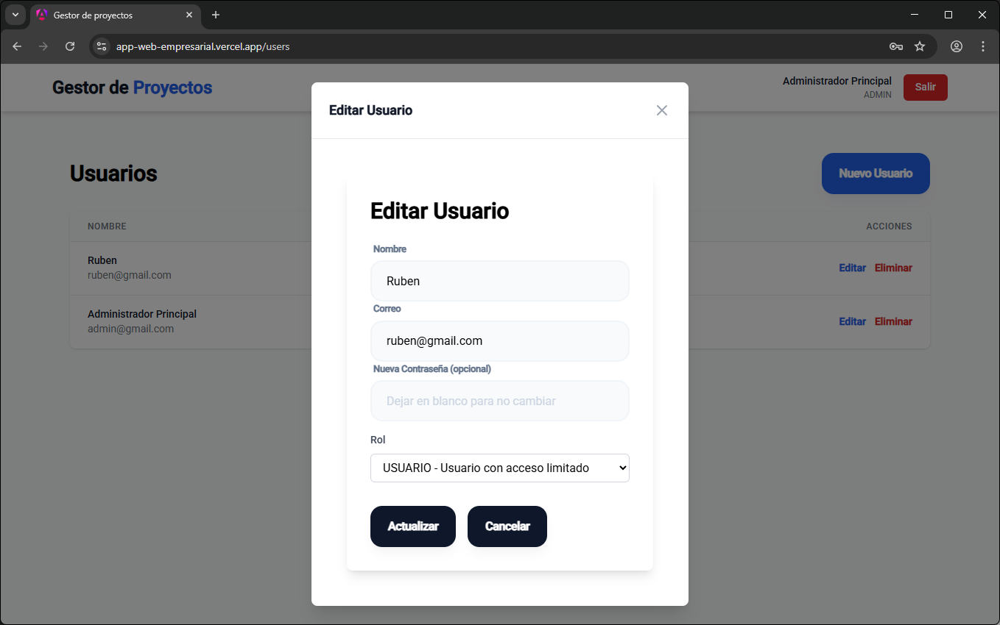 Gestor de proyectos
app-web-empresarial.vercel.app/users
Gestor de Proyectos
Administrador Principal
ADMIN
Salir
Usuarios
Nuevo Usuario
NOMBRE
ACCIONES
Ruben
ruben@gmail.com
Editar Eliminar
Administrador Principal
admin@gmail.com
Editar Eliminar
Editar Usuario
Editar Usuario
Nombre
Ruben
Correo
ruben@gmail.com
Nueva Contraseña (opcional)
Dejar en blanco para no cambiar
Rol
USUARIO - Usuario con acceso limitado
Actualizar
Cancelar